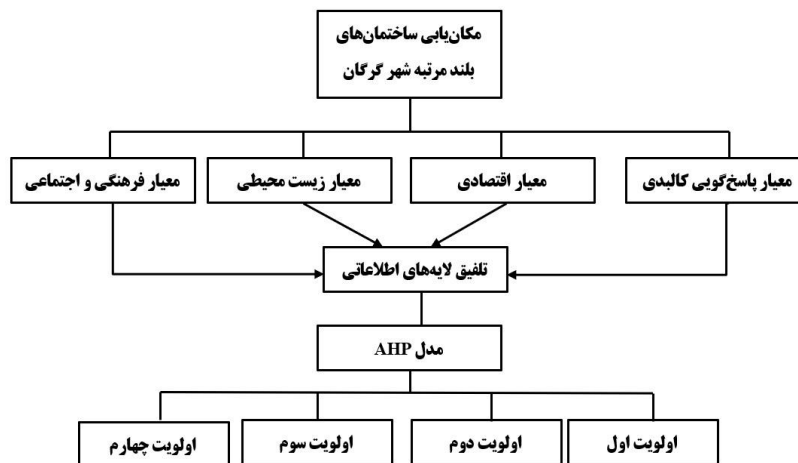 مکان‌یابی ساختمان‌های
بلند مرتبه شهر گرگان
معیار پاسخ‌گویی کالبدی
معیار اقتصادی
معیار زیست محیطی
معیار فرهنگی و اجتماعی
تلفیق لایه‌های اطلاعاتی
مدل AHP
اولویت اول
اولویت دوم
اولویت سوم
اولویت چهارم